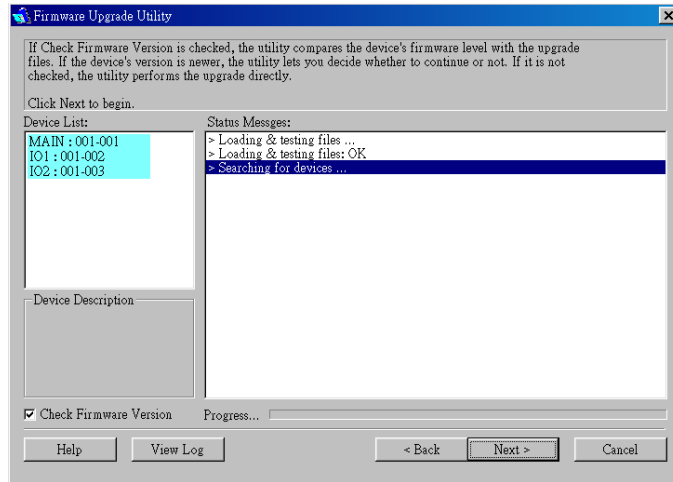 Firmware Upgrade Utility
If Check Firmware Version is checked, the utility compares the device's firmware level with the upgrade
files. If the device's version is newer, the utility lets you decide whether to continue or not. If it is not
checked, the utility performs the upgrade directly.
Click Next to begin.
Device List:
MAIN : 001-001
IO1 : 001-002
IO2 : 001-003
Status Messges:
> Loading & testing files ...
> Loading & testing files: OK
> Searching for devices ...
Device Description
Check Firmware Version
Progress...
Help
View Log
< Back
Next >
Cancel